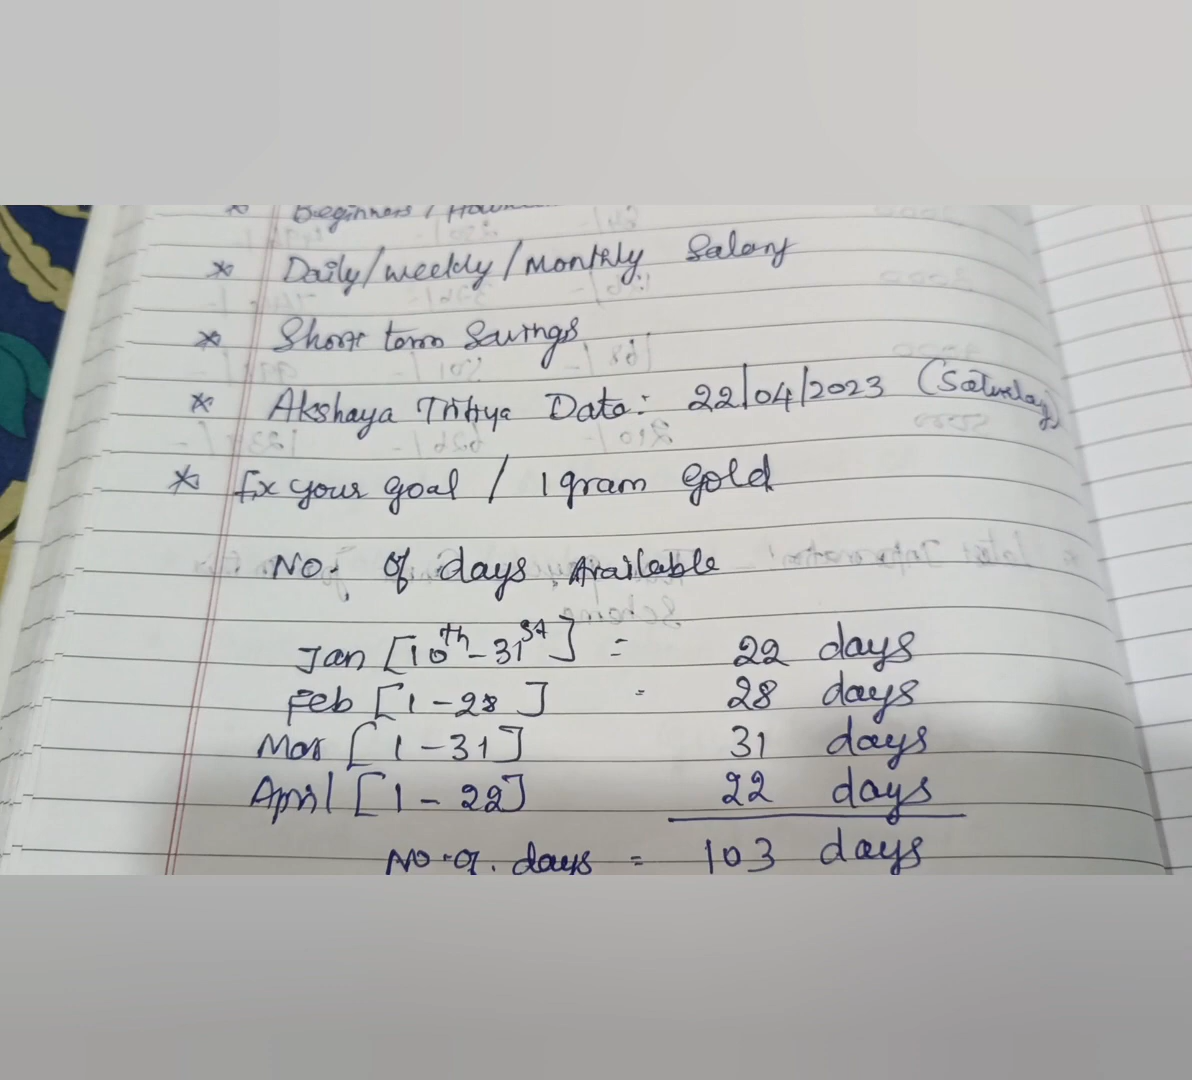 * Beginners /
* Daily/weekly/monthly Salary
* Short term Savings
* Akshaya Tritiya Date: 22/04/2023 (Saturday)
* Fix your goal / 1 gram gold
No. of days Available
Jan [10th - 31st] = 22 days
Feb [1 - 28] = 28 days
Mar [1 - 31] 31 days
April [1 - 22] 22 days
No. of. days = 103 days